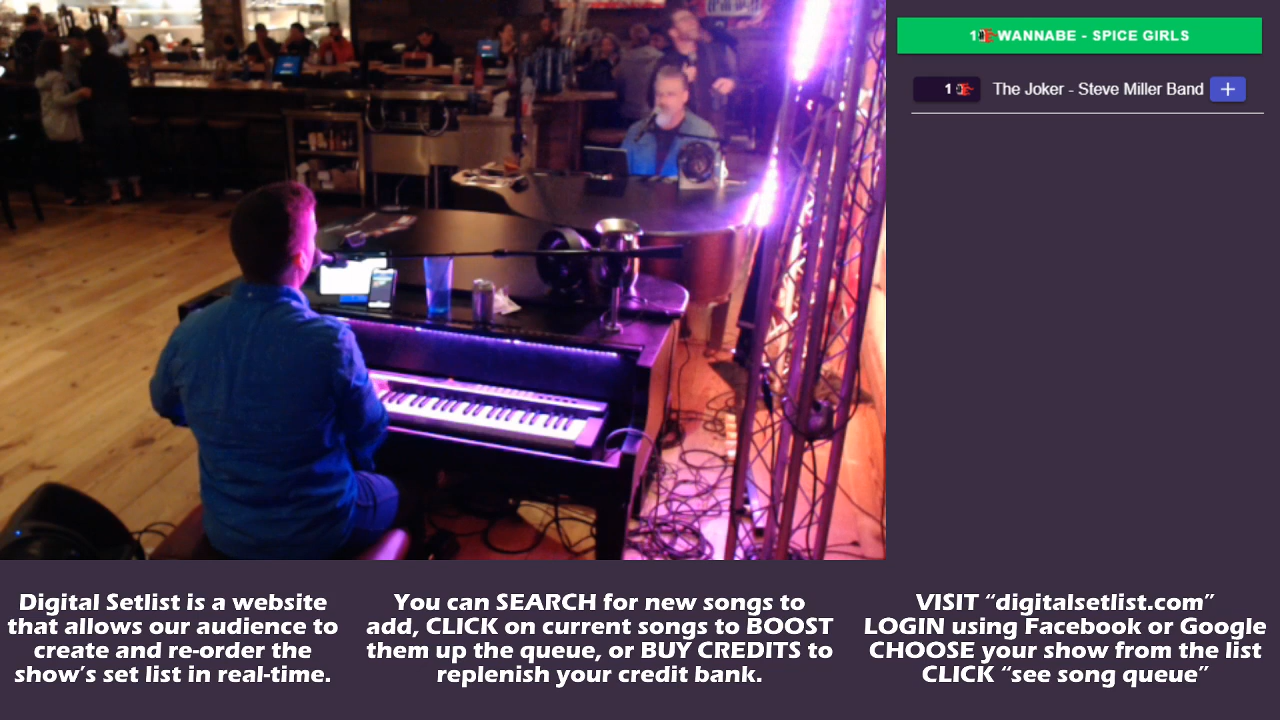 1 WANNABE - SPICE GIRLS
1 The Joker - Steve Miller Band +
Digital Setlist is a website
that allows our audience to
create and re-order the
show's set list in real-time.
You can SEARCH for new songs to
add, CLICK on current songs to BOOST
them up the queue, or BUY CREDITS to
replenish your credit bank.
VISIT “digitalsetlist.com”
LOGIN using Facebook or Google
CHOOSE your show from the list
CLICK “see song queue”